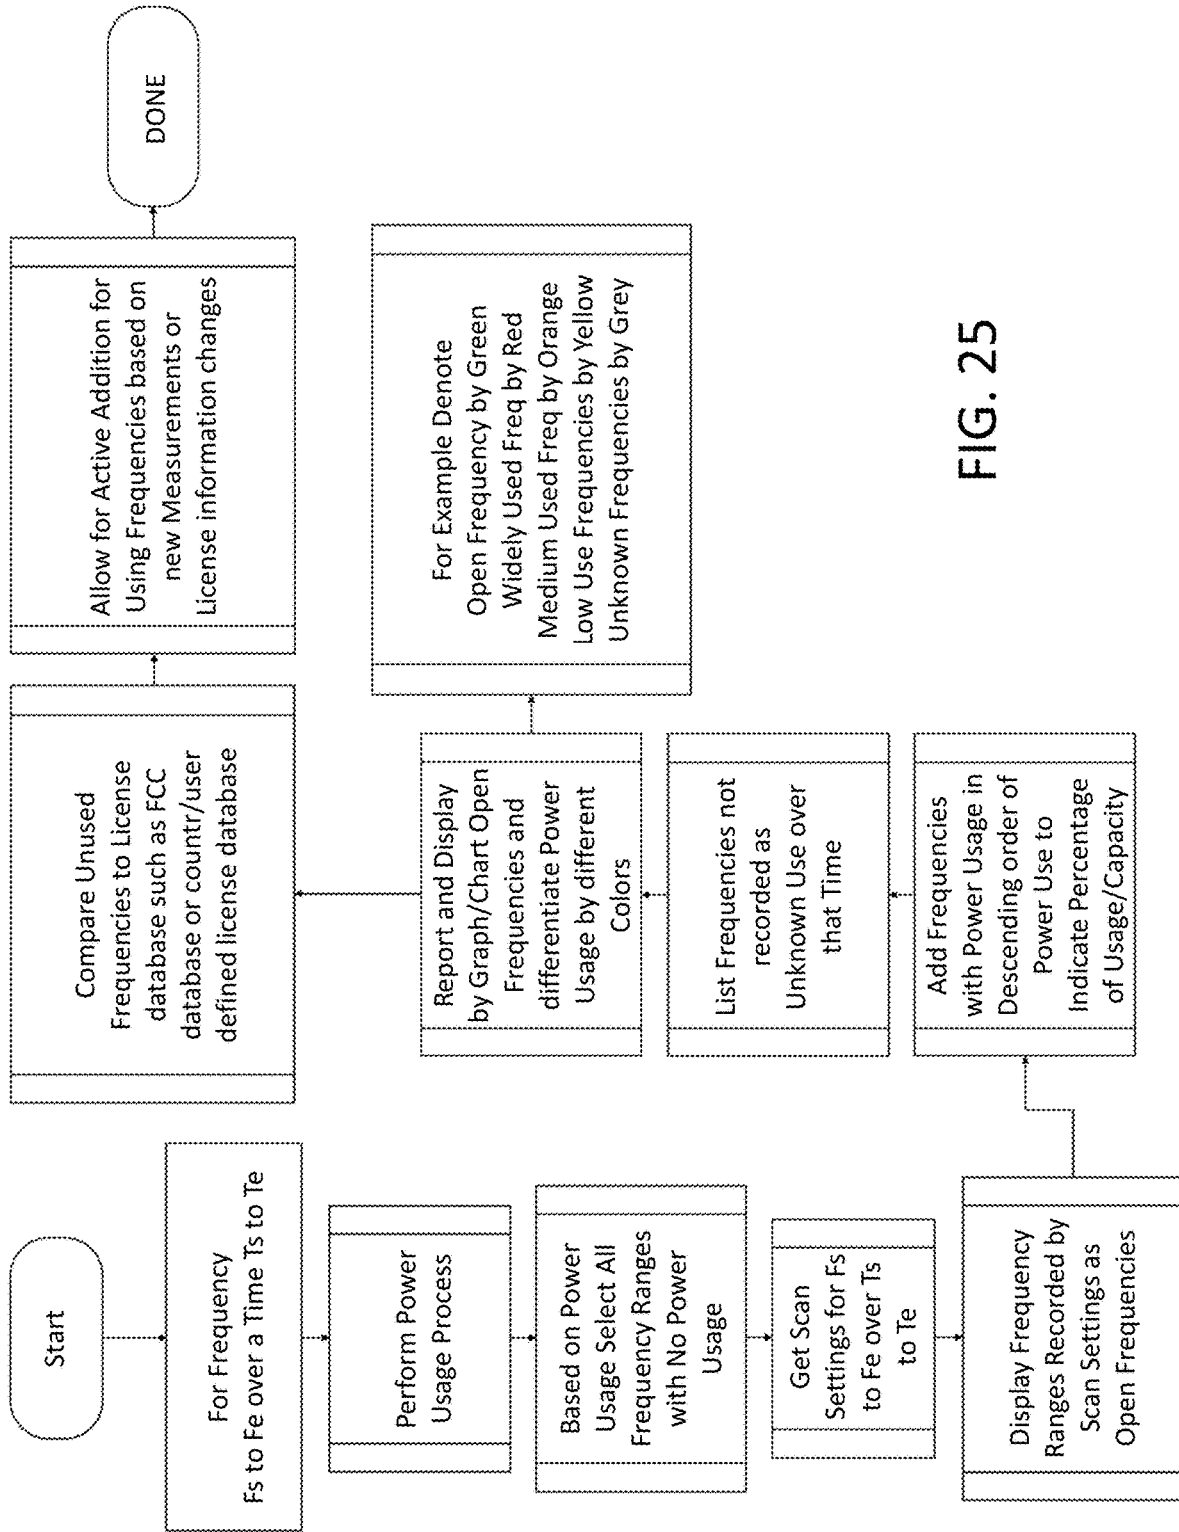 Start
For Frequency
Fs to Fe over a Time Ts to Te
Perform Power
Usage Process
Based on Power
Usage Select All
Frequency Ranges
with No Power
Usage
Get Scan
Settings for Fs
to Fe over Ts
to Te
Display Frequency
Ranges Recorded by
Scan Settings as
Open Frequencies
Add Frequencies
with Power Usage in
Descending order of
Power Use to
Indicate Percentage
of Usage/Capacity
List Frequencies not
recorded as
Unknown Use over
that Time
Report and Display
by Graph/Chart Open
Frequencies and
differentiate Power
Usage by different
Colors
For Example Denote
Open Frequency by Green
Widely Used Freq by Red
Medium Used Freq by Orange
Low Use Frequencies by Yellow
Unknown Frequencies by Grey
Compare Unused
Frequencies to License
database such as FCC
database or countr/user
defined license database
Allow for Active Addition for
Using Frequencies based on
new Measurements or
License information changes
DONE
FIG. 25